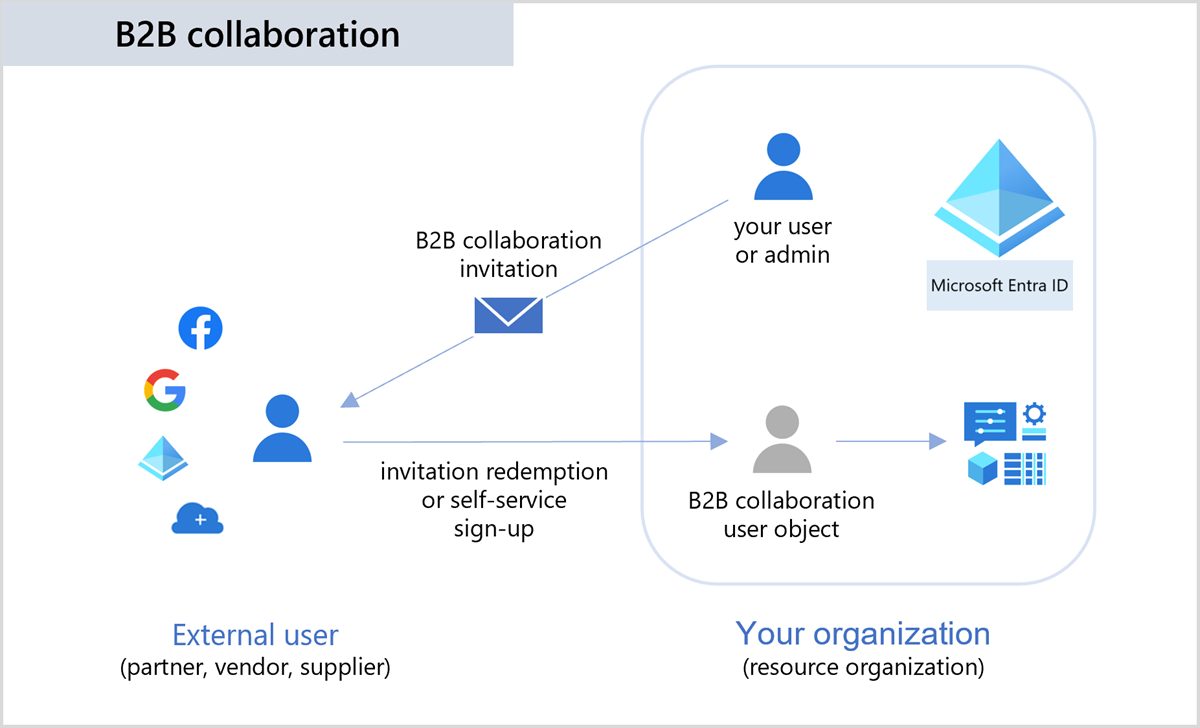 B2B collaboration
your user
or admin
Microsoft Entra ID
B2B collaboration
invitation
invitation redemption
or self-service
sign-up
B2B collaboration
user object
External user
(partner, vendor, supplier)
Your organization
(resource organization)